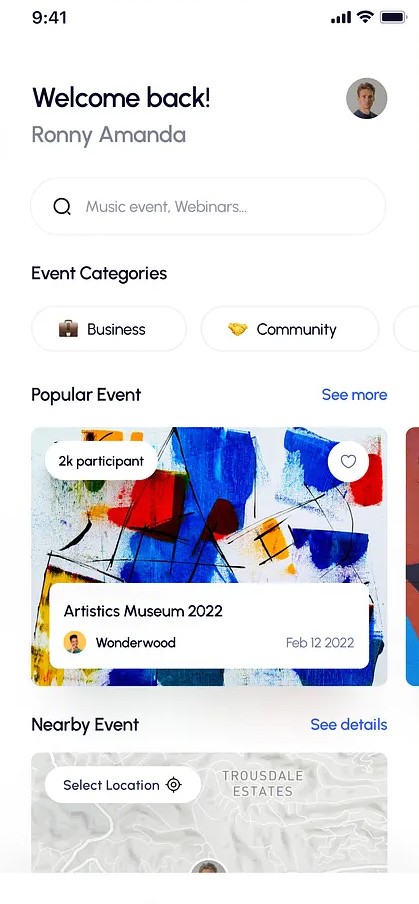 9:41
Welcome back!
Ronny Amanda
Music event, Webinars...
Event Categories
Business
Community
Popular Event
See more
2k participant
Artistics Museum 2022
Wonderwood
Feb 12 2022
Nearby Event
See details
Select Location
TROUSDALE
ESTATES